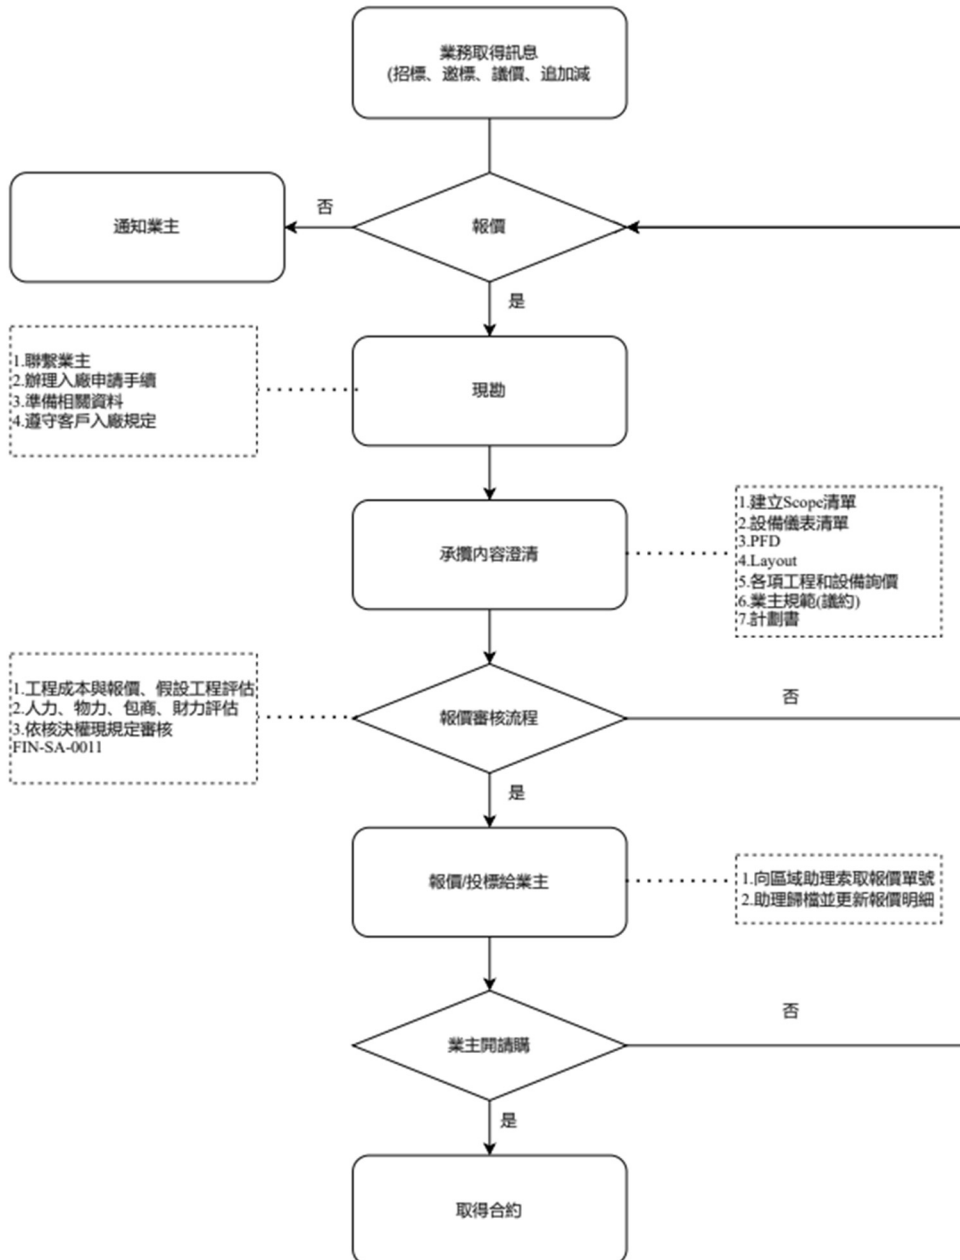 業務取得訊息
(招標、邀標、議價、追加減
否
通知業主
報價
是
1.聯繫業主
2.辦理入廠申請手續
3.準備相關資料
4.遵守客戶入廠規定
現勘
承攬內容澄清
1.建立Scope清單
2.設備儀表清單
3.PFD
4.Layout
5.各項工程和設備詢價
6.業主規範(議約)
7.計劃書
1.工程成本與報價、假設工程評估
2.人力、物力、包商、財力評估
3.依核決權現規定審核
FIN-SA-0011
報價審核流程
否
是
報價/投標給業主
1.向區域助理索取報價單號
2.助理歸檔並更新報價明細
業主開請購
否
是
取得合約